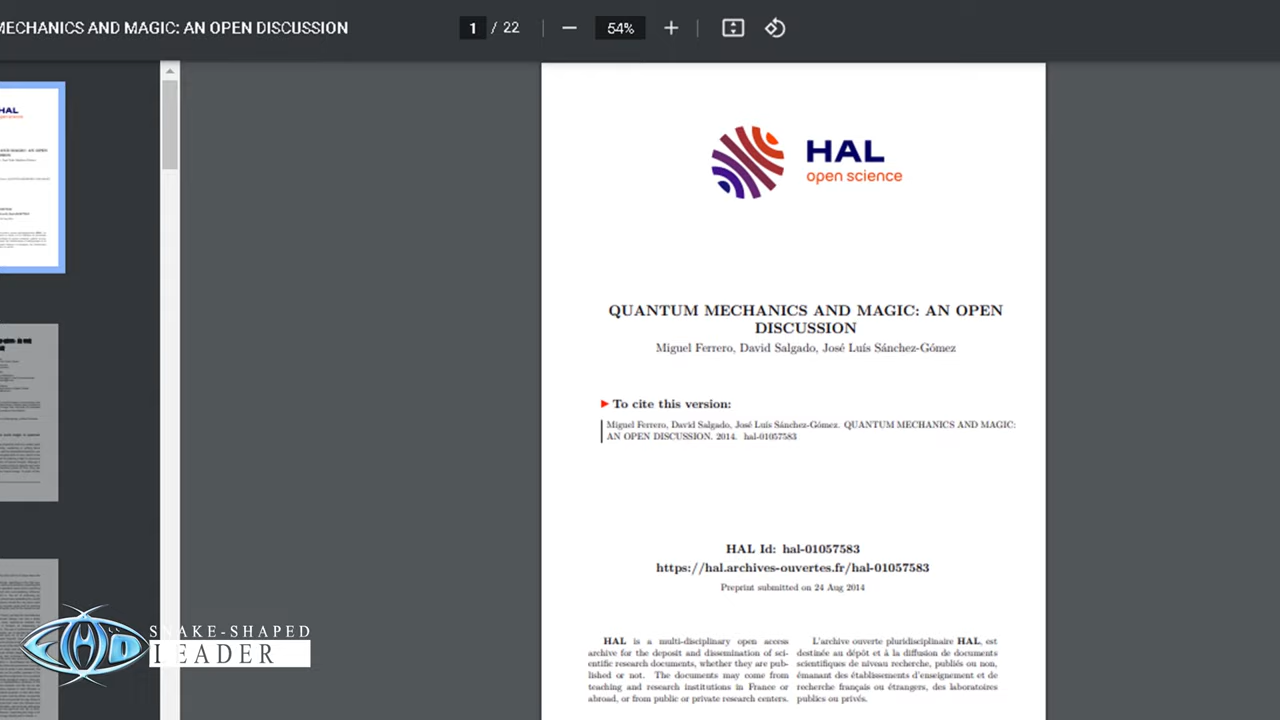 MECHANICS AND MAGIC: AN OPEN DISCUSSION
1 / 22
54%
HAL
open science
QUANTUM MECHANICS AND MAGIC: AN OPEN
DISCUSSION
Miguel Ferrero, David Salgado, José Luís Sánchez-Gómez
To cite this version:
Miguel Ferrero, David Salgado, José Luís Sánchez-Gómez. QUANTUM MECHANICS AND MAGIC:
AN OPEN DISCUSSION. 2014. hal-01057583
HAL Id: hal-01057583
https://hal.archives-ouvertes.fr/hal-01057583
Preprint submitted on 24 Aug 2014
HAL is a multi-disciplinary open access
archive for the deposit and dissemination of sci-
entific research documents, whether they are pub-
lished or not. The documents may come from
teaching and research institutions in France or
abroad, or from public or private research centers.
L'archive ouverte pluridisciplinaire HAL, est
destinée au dépôt et à la diffusion de documents
scientifiques de niveau recherche, publiés ou non,
émanant des établissements d'enseignement et de
recherche français ou étrangers, des laboratoires
publics ou privés.
HAL
SNAKE-SHAPED
LEADER